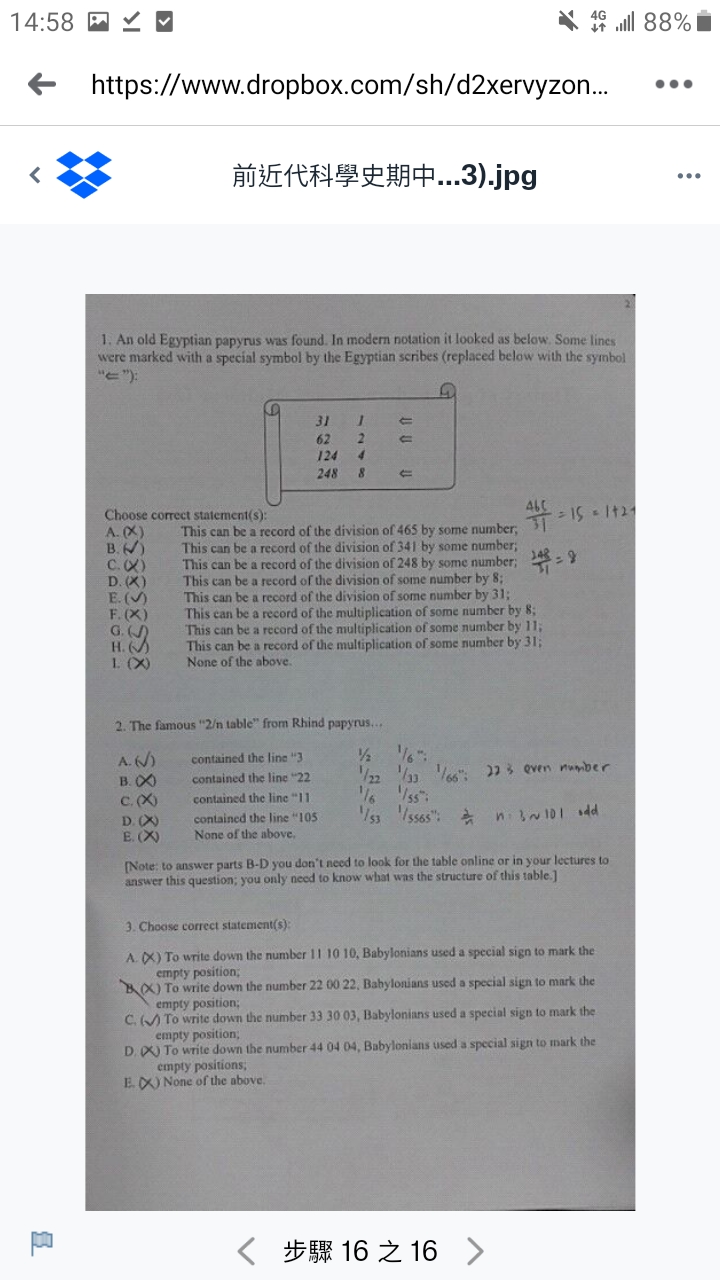 14:58 4G 88%
https://www.dropbox.com/sh/d2xervyzon...
前近代科學史期中...3).jpg
2
1. An old Egyptian papyrus was found. In modern notation it looked as below. Some lines
were marked with a special symbol by the Egyptian scribes (replaced below with the symbol
"⇐"):
31 1 ⇐
62 2 ⇐
124 4
248 8 ⇐
Choose correct statement(s):
465/31 = 15 = 1+2+
A. (X) This can be a record of the division of 465 by some number;
B. (✓) This can be a record of the division of 341 by some number;
C. (X) This can be a record of the division of 248 by some number; 248/31 = 8
D. (X) This can be a record of the division of some number by 8;
E. (✓) This can be a record of the division of some number by 31;
F. (X) This can be a record of the multiplication of some number by 8;
G. (✓) This can be a record of the multiplication of some number by 11;
H. (✓) This can be a record of the multiplication of some number by 31;
I. (X) None of the above.
2. The famous "2/n table" from Rhind papyrus...
A. (✓) contained the line "3 1/2 1/6";
B. (X) contained the line "22 1/22 1/33 1/66"; even number
C. (X) contained the line "11 1/6 1/55";
D. (X) contained the line "105 1/53 1/5565"; 2/n n: 3~101 odd
E. (X) None of the above.
[Note: to answer parts B-D you don't need to look for the table online or in your lectures to
answer this question; you only need to know what was the structure of this table.]
3. Choose correct statement(s):
A. (X) To write down the number 11 10 10, Babylonians used a special sign to mark the
empty position;
B. (X) To write down the number 22 00 22, Babylonians used a special sign to mark the
empty position;
C. (✓) To write down the number 33 30 03, Babylonians used a special sign to mark the
empty position;
D. (X) To write down the number 44 04 04, Babylonians used a special sign to mark the
empty positions;
E. (X) None of the above.
步驟 16 之 16